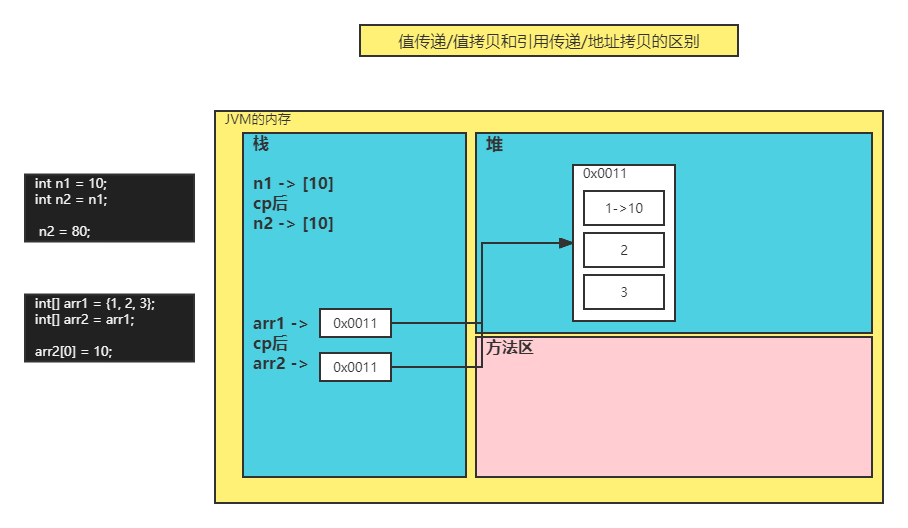 值传递/值拷贝和引用传递/地址拷贝的区别
JVM的内存
int n1 = 10;
int n2 = n1;
n2 = 80;
int[] arr1 = {1, 2, 3};
int[] arr2 = arr1;
arr2[0] = 10;
栈
n1 -> [10]
cp后
n2 -> [10]
arr1 ->
0x0011
cp后
arr2 ->
0x0011
堆
0x0011
1->10
2
3
方法区